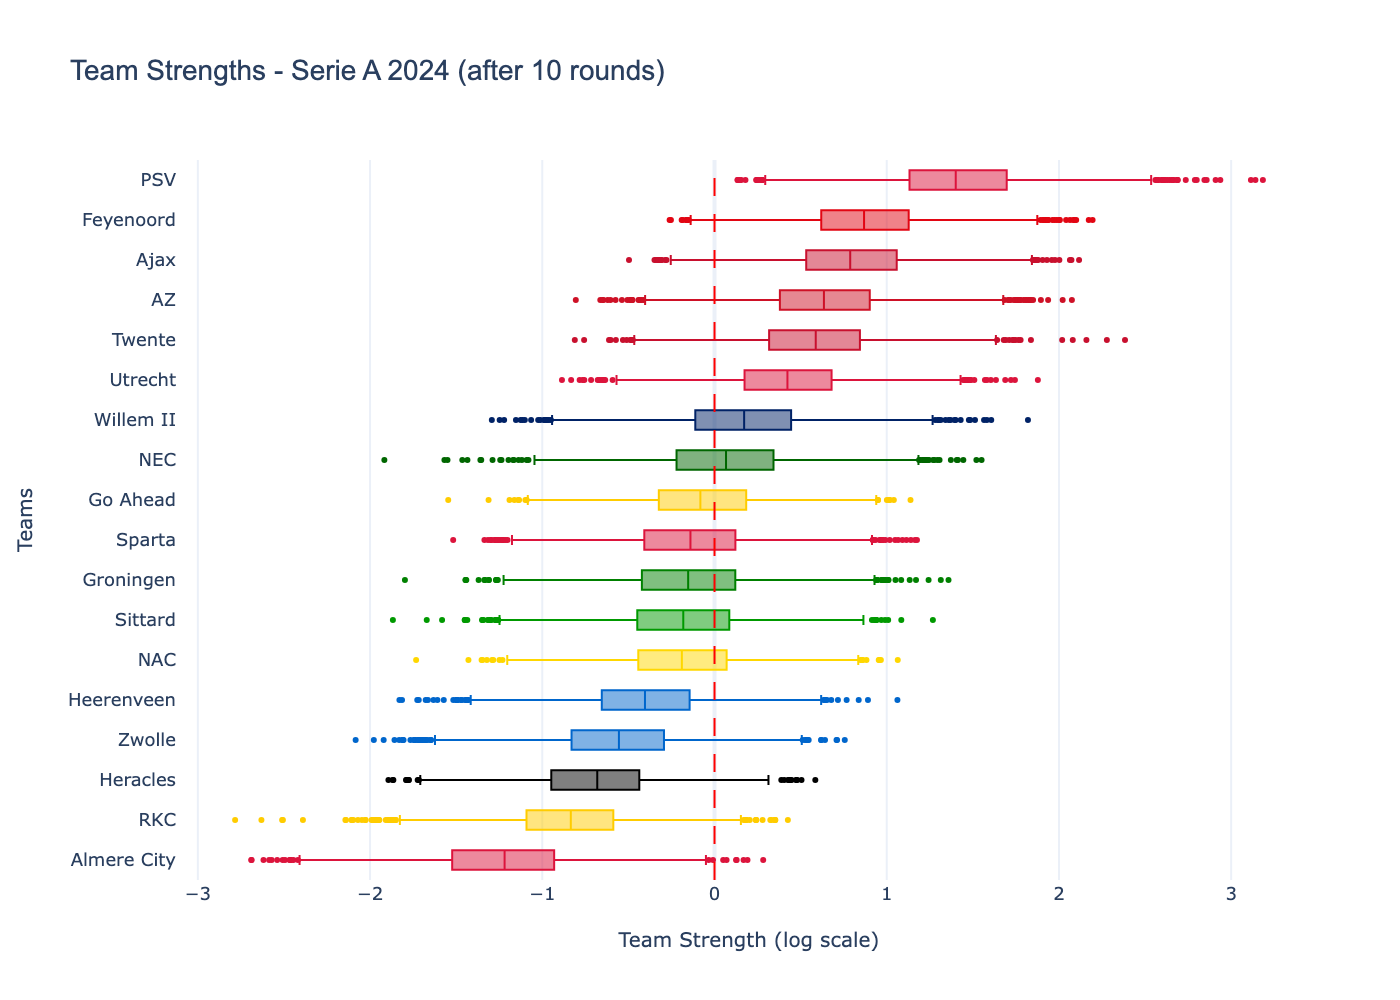 Team Strengths - Serie A 2024 (after 10 rounds)
PSV
Feyenoord
Ajax
AZ
Twente
Utrecht
Willem II
NEC
Go Ahead
Sparta
Groningen
Sittard
NAC
Heerenveen
Zwolle
Heracles
RKC
Almere City
Teams
−3 −2 −1 0 1 2 3
Team Strength (log scale)